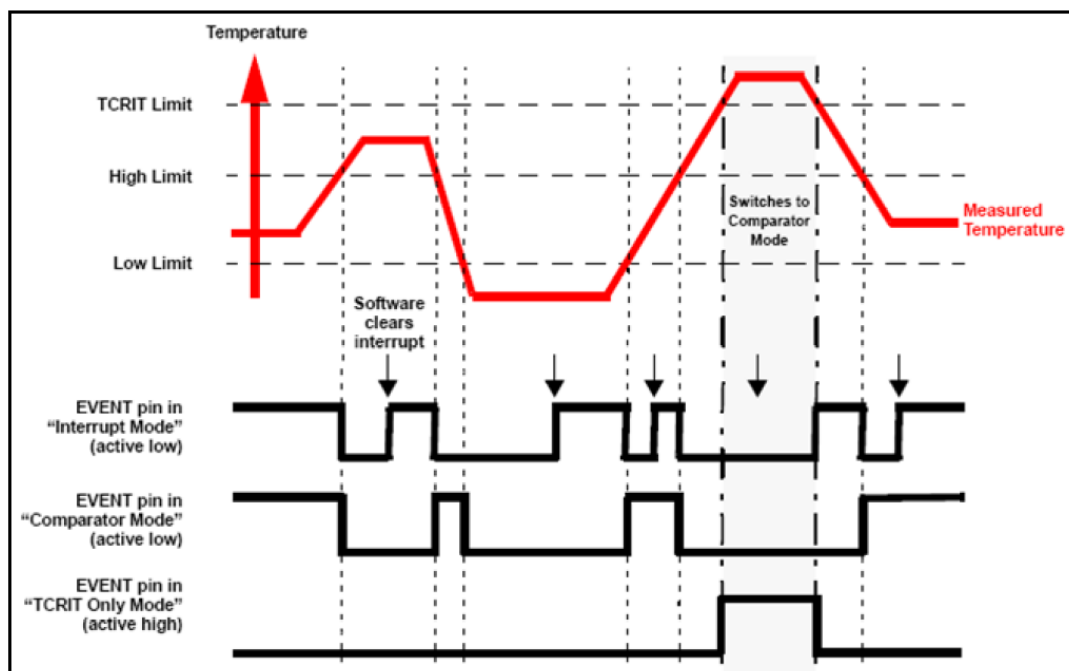 Temperature
TCRIT Limit
High Limit
Low Limit
Switches to
Comparator
Mode
Measured
Temperature
Software
clears
interrupt
EVENT pin in
“Interrupt Mode”
(active low)
EVENT pin in
“Comparator Mode”
(active low)
EVENT pin in
“TCRIT Only Mode”
(active high)